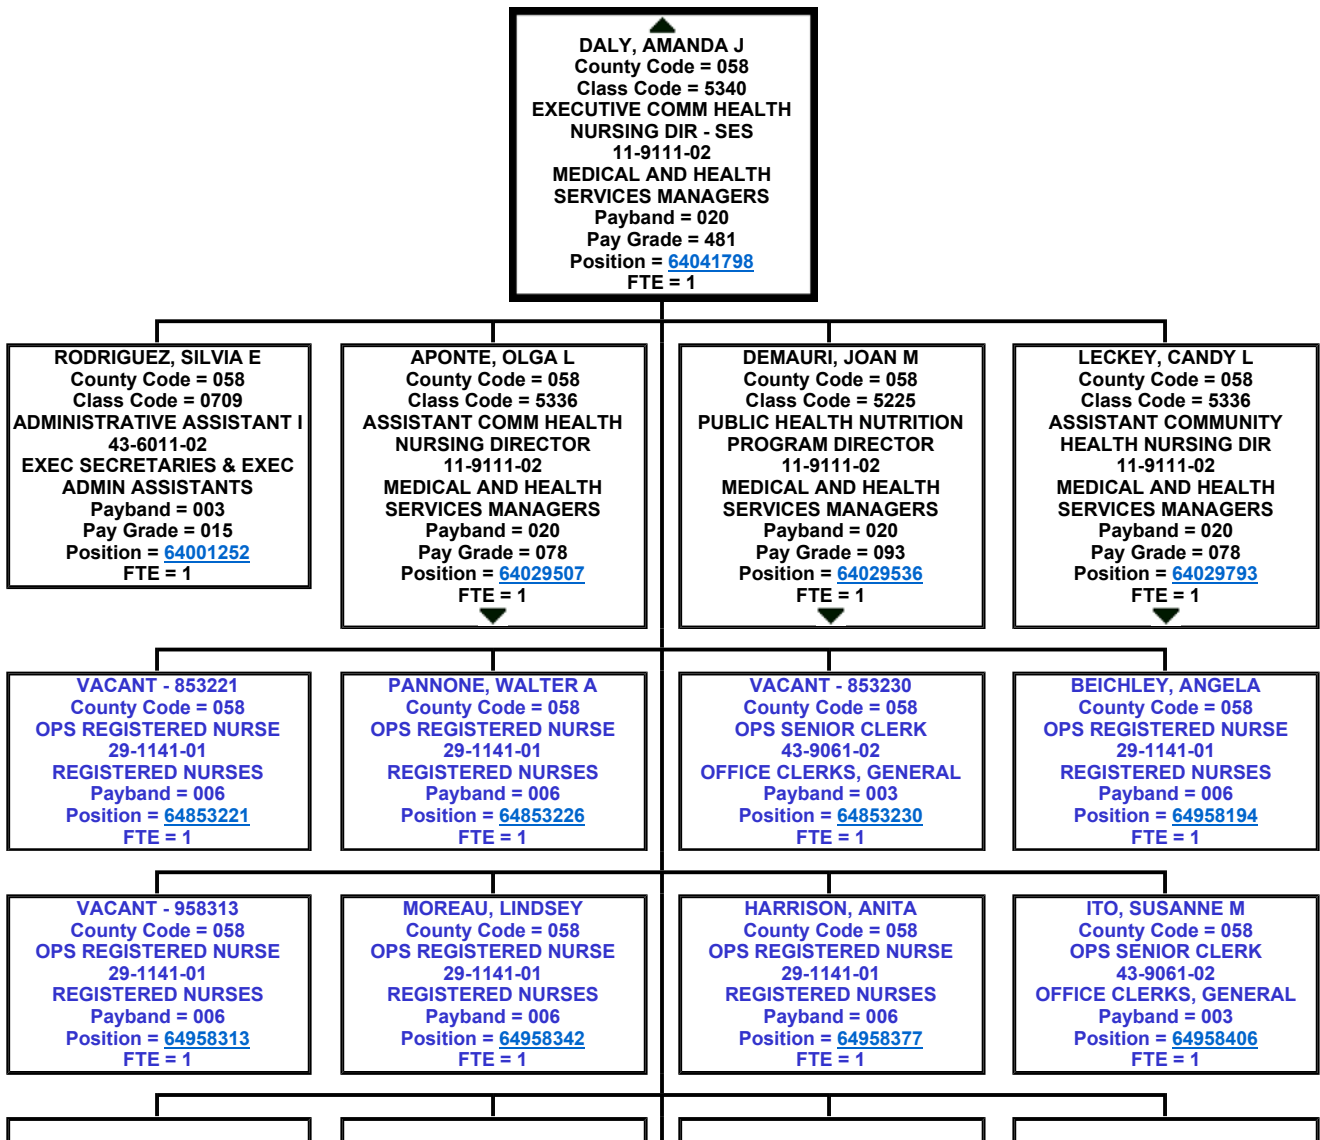 DALY, AMANDA J
County Code = 058
Class Code = 5340
EXECUTIVE COMM HEALTH
NURSING DIR - SES
11-9111-02
MEDICAL AND HEALTH
SERVICES MANAGERS
Payband = 020
Pay Grade = 481
Position = 64041798
FTE = 1
RODRIGUEZ, SILVIA E
County Code = 058
Class Code = 0709
ADMINISTRATIVE ASSISTANT I
43-6011-02
EXEC SECRETARIES & EXEC
ADMIN ASSISTANTS
Payband = 003
Pay Grade = 015
Position = 64001252
FTE = 1
APONTE, OLGA L
County Code = 058
Class Code = 5336
ASSISTANT COMM HEALTH
NURSING DIRECTOR
11-9111-02
MEDICAL AND HEALTH
SERVICES MANAGERS
Payband = 020
Pay Grade = 078
Position = 64029507
FTE = 1
DEMAURI, JOAN M
County Code = 058
Class Code = 5225
PUBLIC HEALTH NUTRITION
PROGRAM DIRECTOR
11-9111-02
MEDICAL AND HEALTH
SERVICES MANAGERS
Payband = 020
Pay Grade = 093
Position = 64029536
FTE = 1
LECKEY, CANDY L
County Code = 058
Class Code = 5336
ASSISTANT COMMUNITY
HEALTH NURSING DIR
11-9111-02
MEDICAL AND HEALTH
SERVICES MANAGERS
Payband = 020
Pay Grade = 078
Position = 64029793
FTE = 1
VACANT - 853221
County Code = 058
OPS REGISTERED NURSE
29-1141-01
REGISTERED NURSES
Payband = 006
Position = 64853221
FTE = 1
PANNONE, WALTER A
County Code = 058
OPS REGISTERED NURSE
29-1141-01
REGISTERED NURSES
Payband = 006
Position = 64853226
FTE = 1
VACANT - 853230
County Code = 058
OPS SENIOR CLERK
43-9061-02
OFFICE CLERKS, GENERAL
Payband = 003
Position = 64853230
FTE = 1
BEICHLEY, ANGELA
County Code = 058
OPS REGISTERED NURSE
29-1141-01
REGISTERED NURSES
Payband = 006
Position = 64958194
FTE = 1
VACANT - 958313
County Code = 058
OPS REGISTERED NURSE
29-1141-01
REGISTERED NURSES
Payband = 006
Position = 64958313
FTE = 1
MOREAU, LINDSEY
County Code = 058
OPS REGISTERED NURSE
29-1141-01
REGISTERED NURSES
Payband = 006
Position = 64958342
FTE = 1
HARRISON, ANITA
County Code = 058
OPS REGISTERED NURSE
29-1141-01
REGISTERED NURSES
Payband = 006
Position = 64958377
FTE = 1
ITO, SUSANNE M
County Code = 058
OPS SENIOR CLERK
43-9061-02
OFFICE CLERKS, GENERAL
Payband = 003
Position = 64958406
FTE = 1